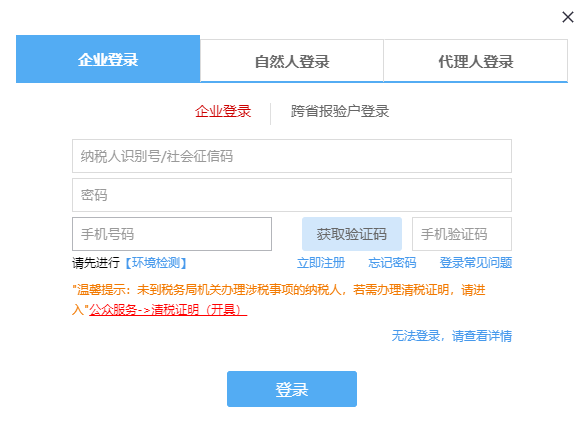 企业登录 自然人登录 代理人登录
企业登录 跨省报验户登录
纳税人识别号/社会征信码
密码
手机号码 获取验证码 手机验证码
请先进行【环境检测】 立即注册 忘记密码 登录常见问题
"温馨提示：未到税务局机关办理涉税事项的纳税人，若需办理清税证明，请进
入"公众服务->清税证明（开具）
无法登录，请查看详情
登录